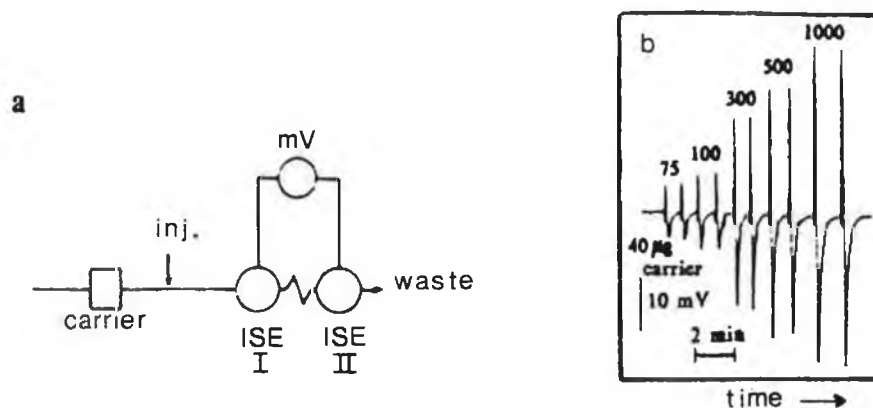 a
mV
inj.
carrier
ISE
I
ISE
II
waste
b
75
100
300
500
1000
40 µg
carrier
10 mV
2 min
time